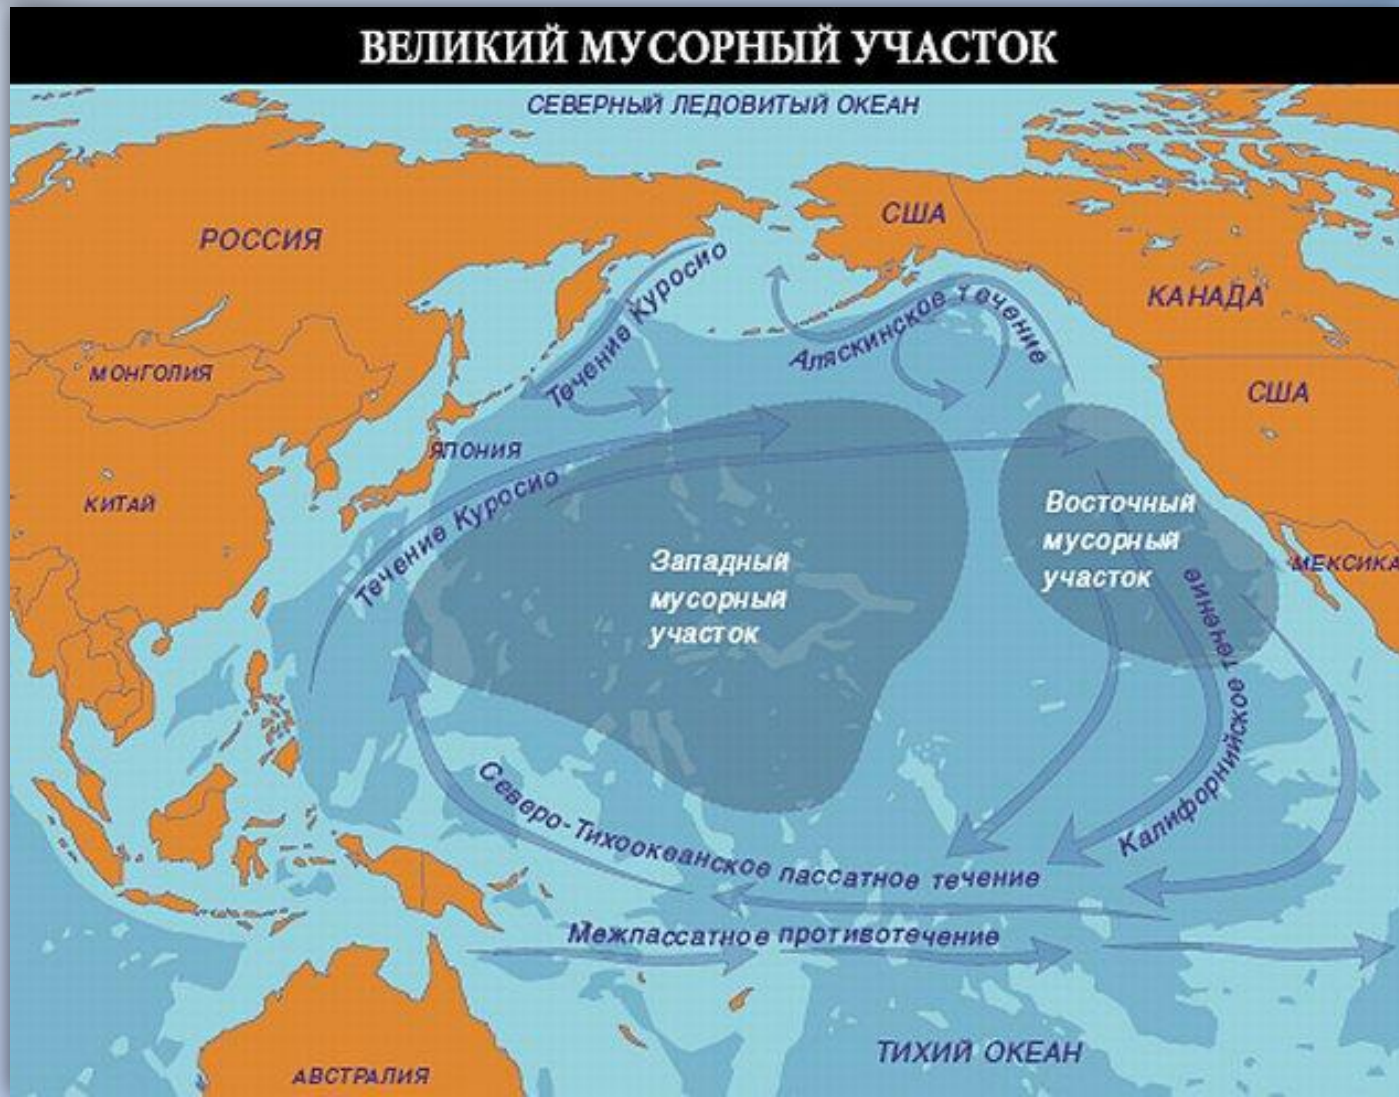 ВЕЛИКИЙ МУСОРНЫЙ УЧАСТОК
СЕВЕРНЫЙ ЛЕДОВИТЫЙ ОКЕАН
США
РОССИЯ
Течение Куросио
КАНАДА
Аляскинское течение
МОНГОЛИЯ
США
ЯПОНИЯ
КИТАЙ
Течение Куросио
Восточный
мусорный
участок
Западный
мусорный
участок
МЕКСИКА
Калифорнийское течение
Северо-Тихоокеанское пассатное течение
Межпассатное противотечение
ТИХИЙ ОКЕАН
АВСТРАЛИЯ